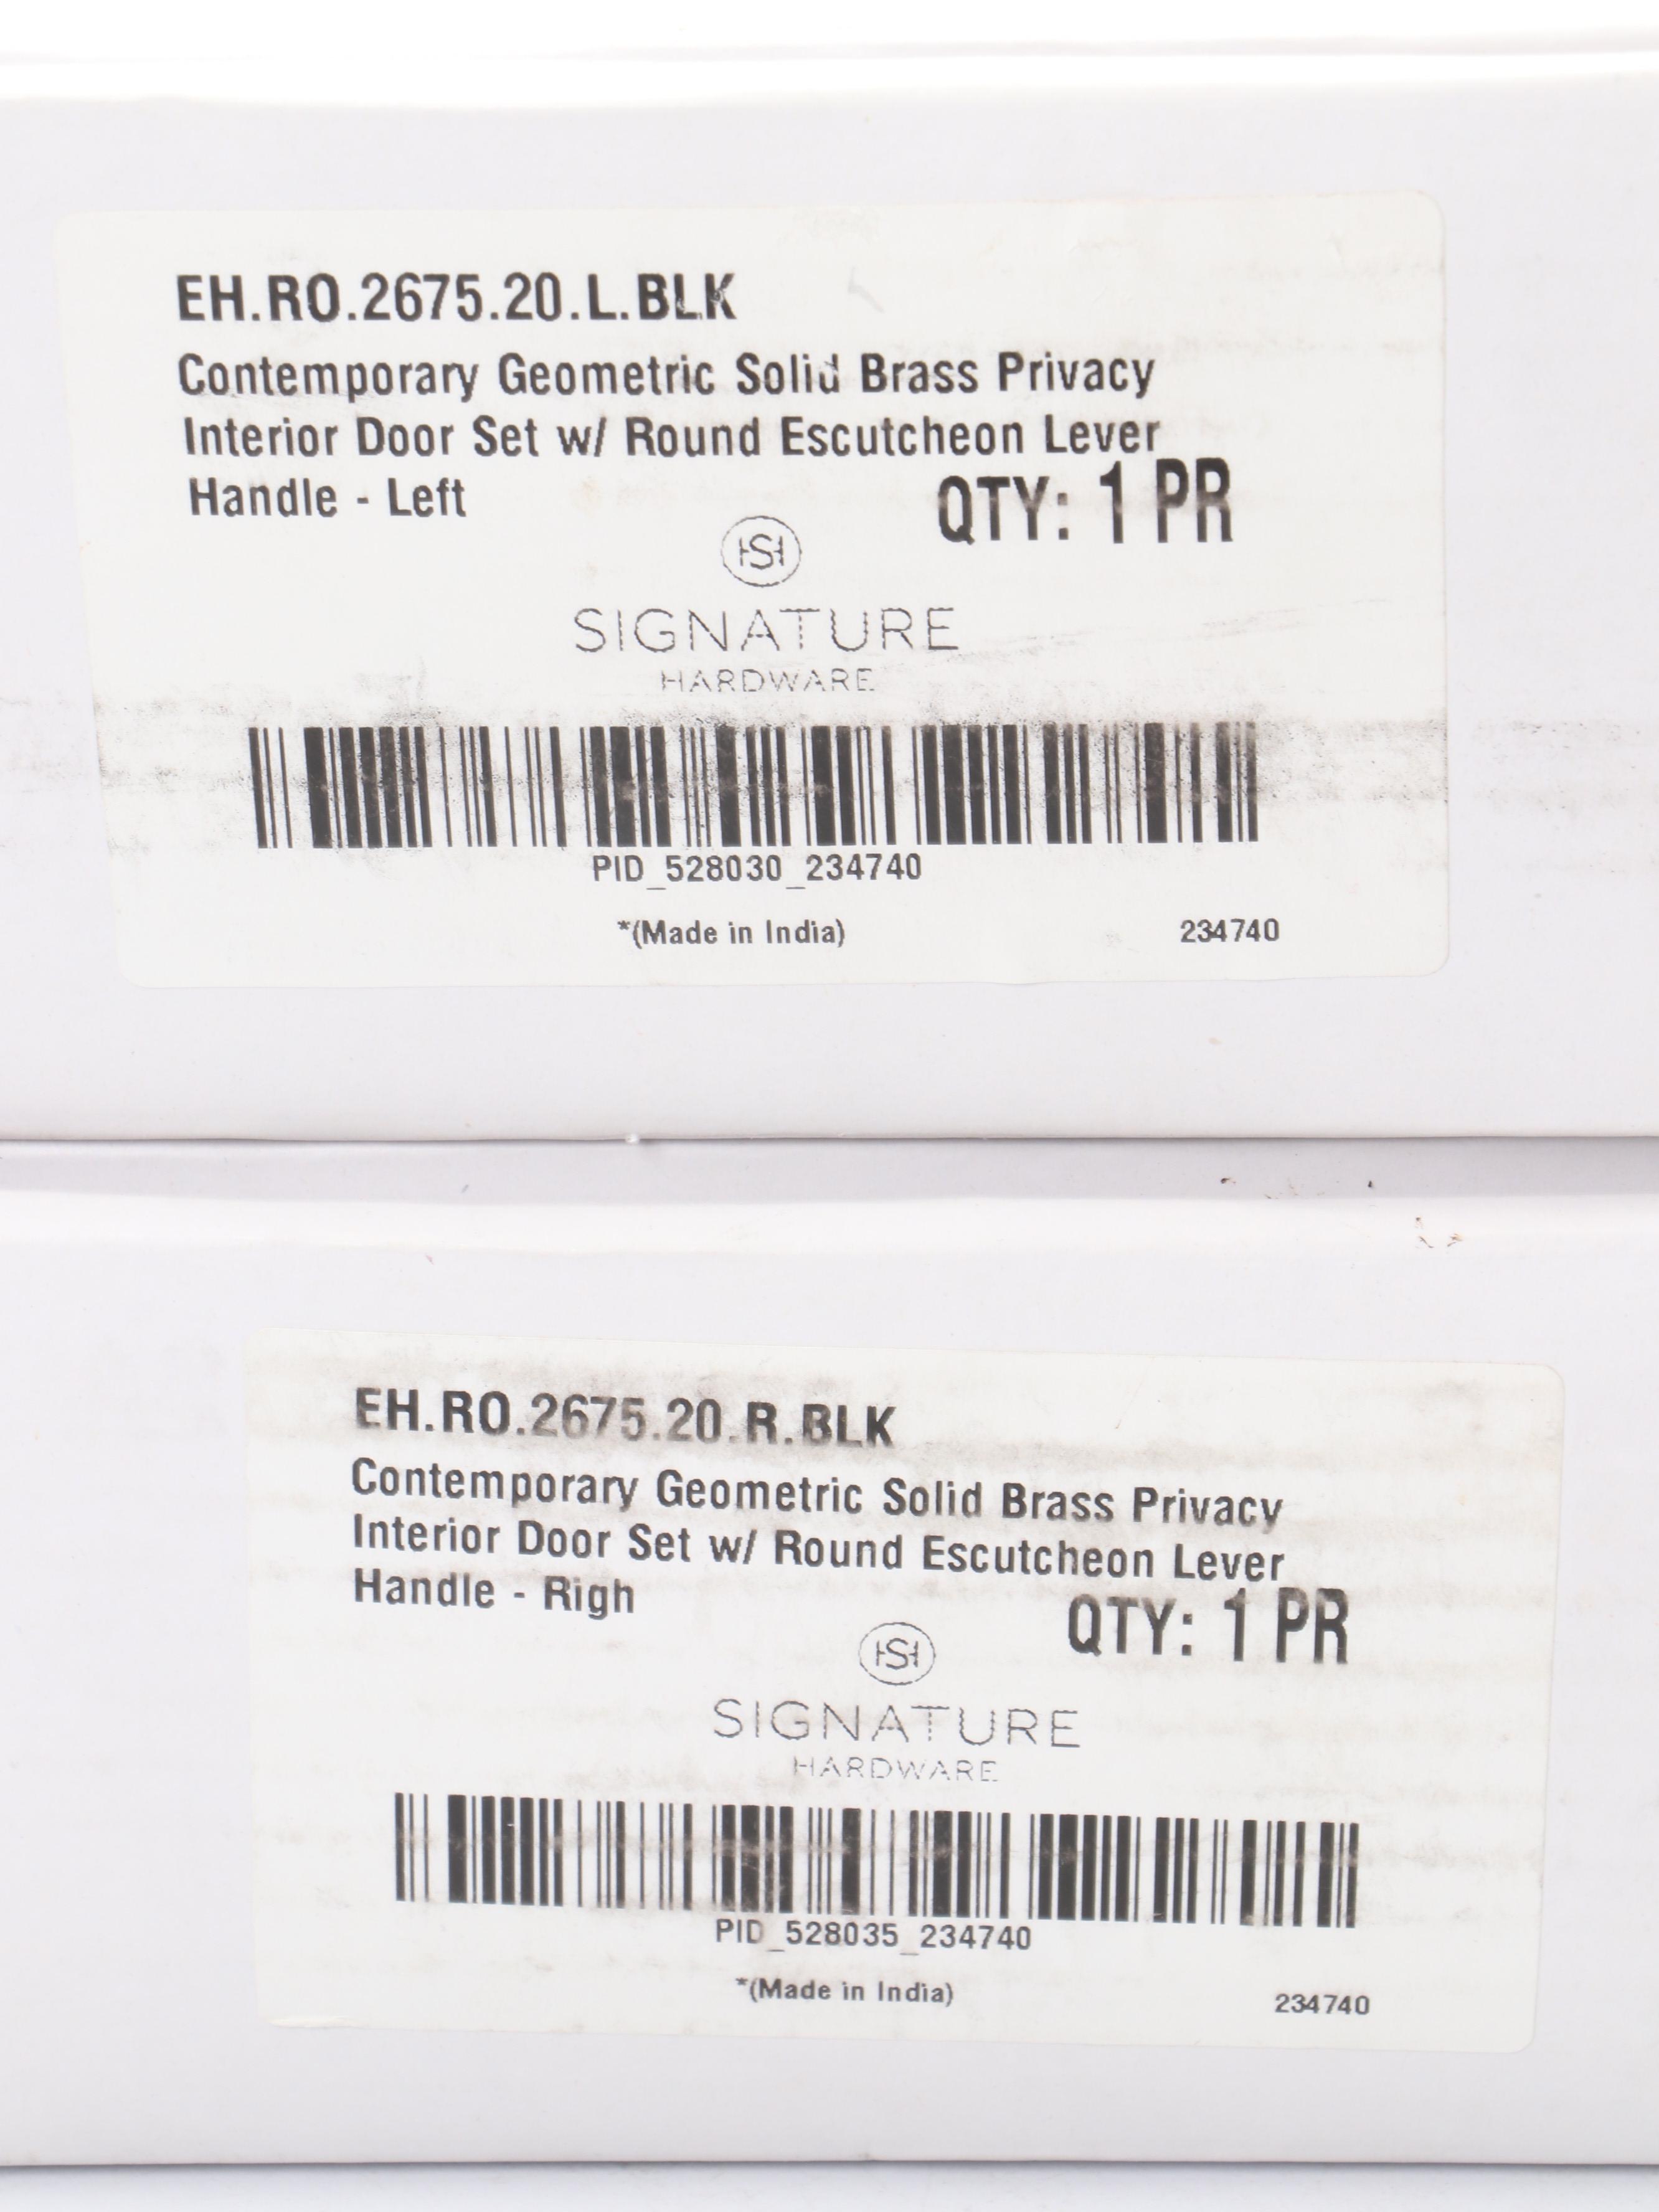 EH.RO.2675.20.L.BLK
Contemporary Geometric Solid Brass Privacy
Interior Door Set w/ Round Escutcheon Lever
Handle - Left
QTY: 1 PR
HS
SIGNATURE
HARDWARE
PID_528030_234740
*(Made in India)
234740
EH.RO.2675.20.R.BLK
Contemporary Geometric Solid Brass Privacy
Interior Door Set w/ Round Escutcheon Lever
Handle - Righ
QTY: 1 PR
HS
SIGNATURE
HARDWARE
PID_528035_234740
*(Made in India)
234740